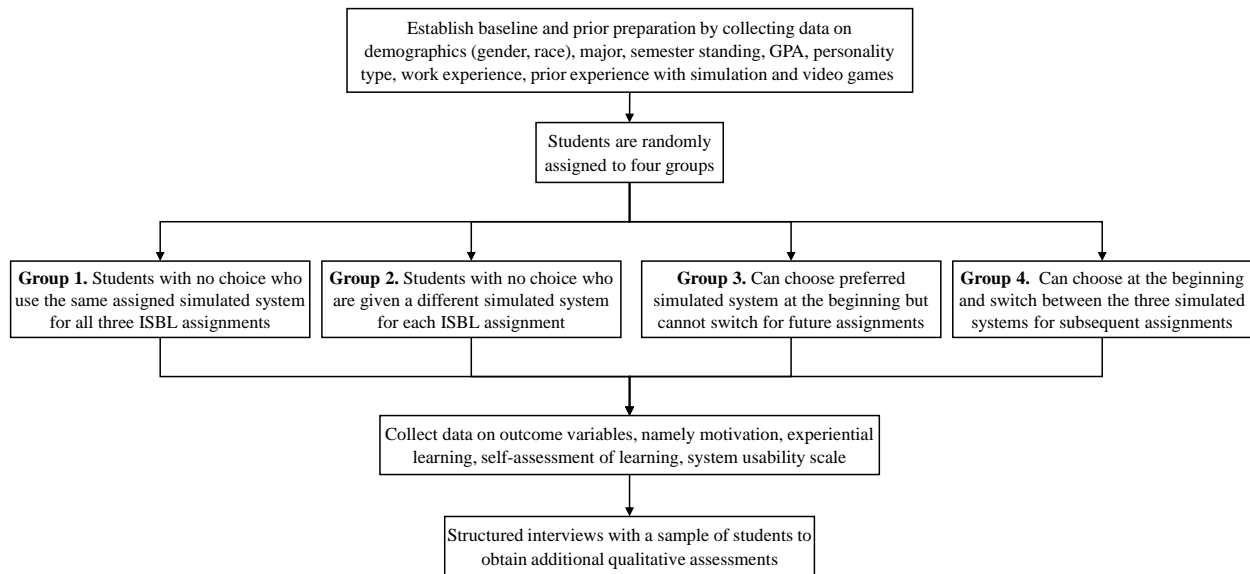 Establish baseline and prior preparation by collecting data on
demographics (gender, race), major, semester standing, GPA, personality
type, work experience, prior experience with simulation and video games
Students are randomly
assigned to four groups
Group 1. Students with no choice who
use the same assigned simulated system
for all three ISBL assignments
Group 2. Students with no choice who
are given a different simulated system
for each ISBL assignment
Group 3. Can choose preferred
simulated system at the beginning but
cannot switch for future assignments
Group 4. Can choose at the beginning
and switch between the three simulated
systems for subsequent assignments
Collect data on outcome variables, namely motivation, experiential
learning, self-assessment of learning, system usability scale
Structured interviews with a sample of students to
obtain additional qualitative assessments